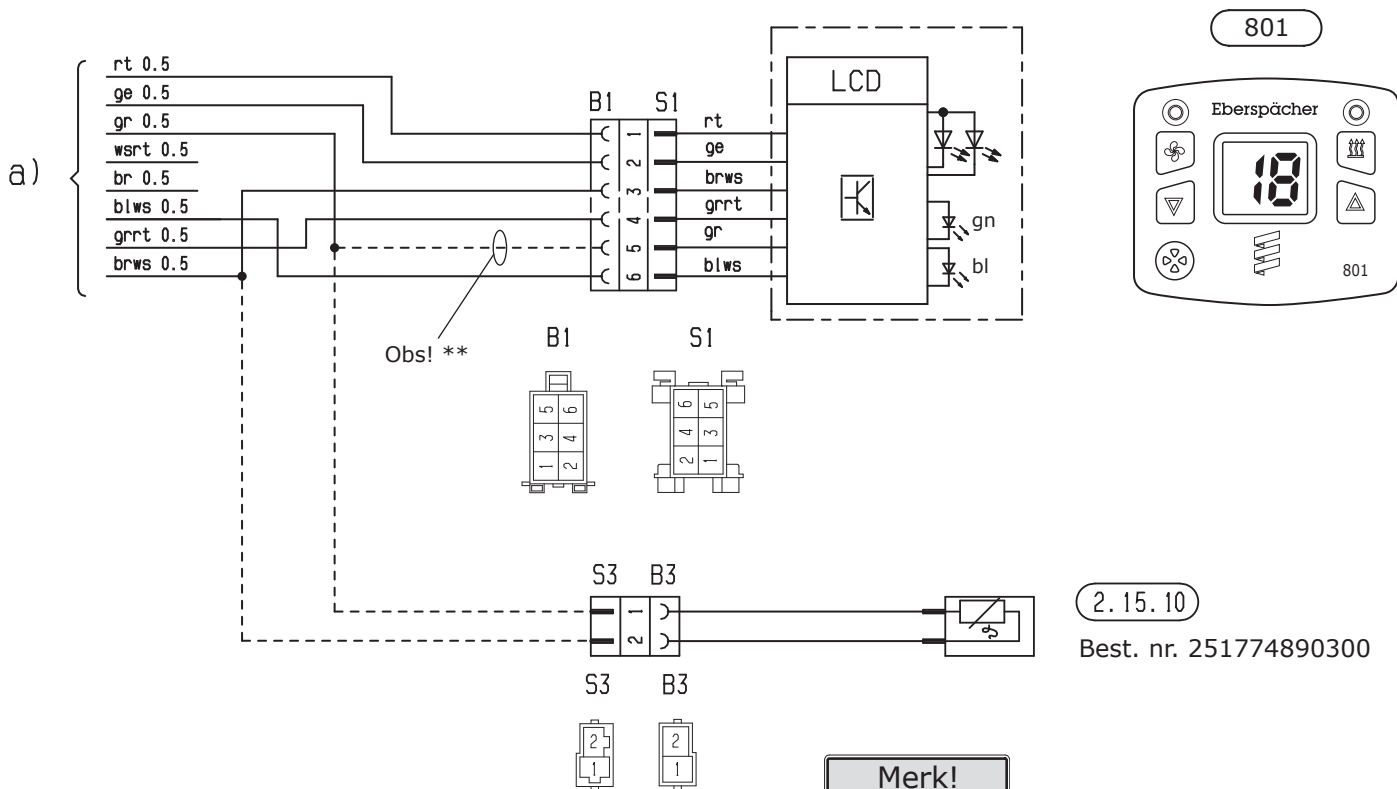 a)
rt 0.5
ge 0.5
gr 0.5
wsrt 0.5
br 0.5
blws 0.5
grrt 0.5
brws 0.5
B1 S1
1
2
3
4
5
6
rt
ge
brws
grrt
gr
blws
LCD
gn
bl
801
Eberspächer
18
801
Obs! **
B1
5 6
3 4
1 2
S1
6 5
4 3
2 1
S3 B3
1
2
ϑ
2.15.10
Best. nr. 251774890300
S3 B3
2
1
2
1
Merk!